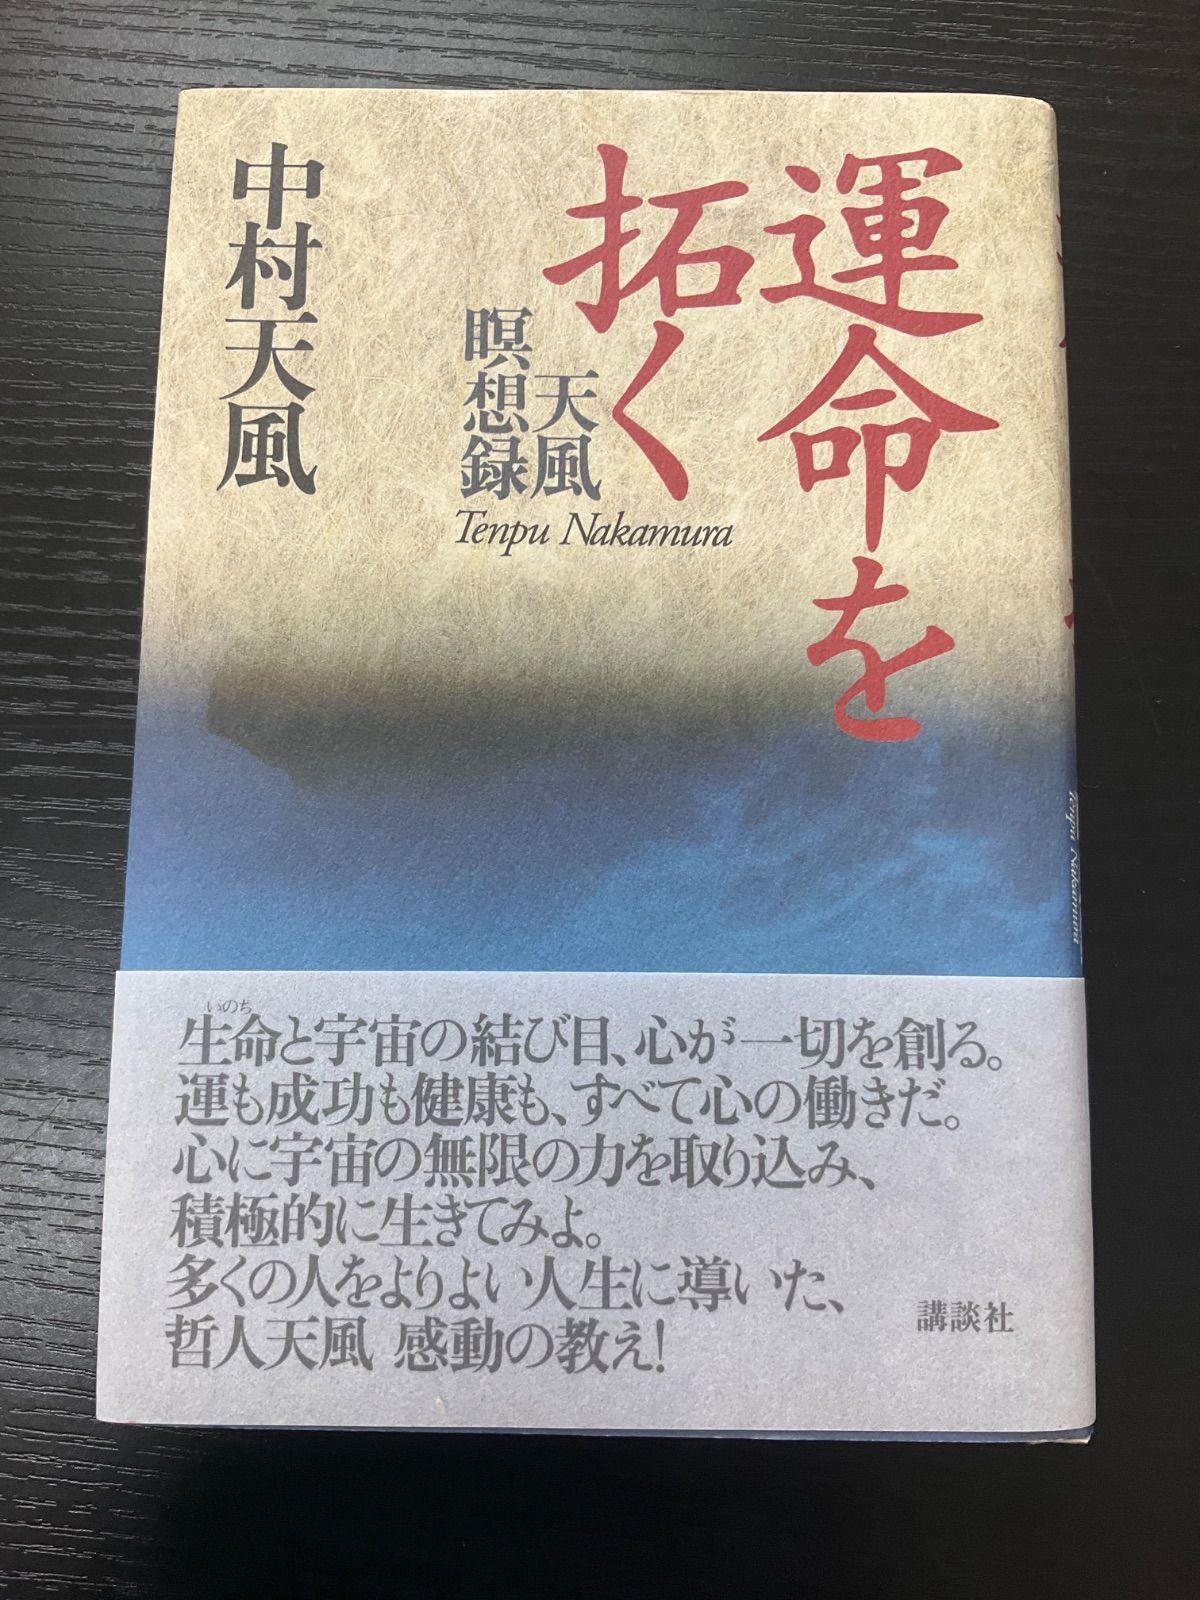 運命を
拓く
天風
瞑想録
Tenpu Nakamura
中村天風
いのち
生命と宇宙の結び目、心が一切を創る。
運も成功も健康も、すべて心の働きだ。
心に宇宙の無限の力を取り込み、
積極的に生きてみよ。
多くの人をよりよい人生に導いた、
哲人天風 感動の教え!
講談社
Tenpu Nakamura